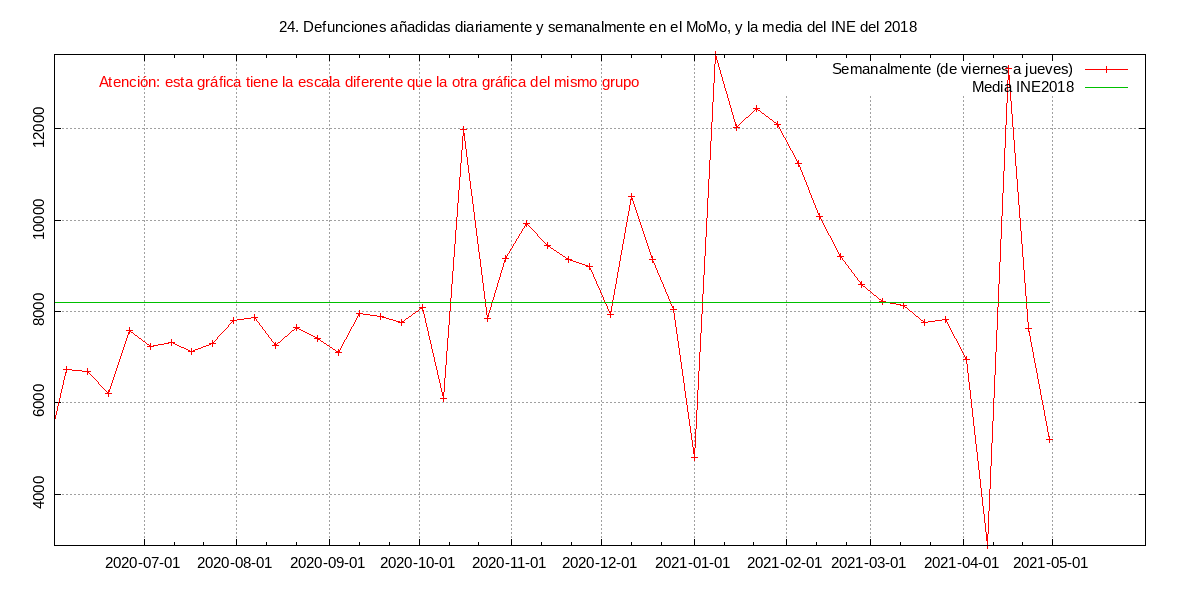 24. Defunciones añadidas diariamente y semanalmente en el MoMo, y la media del INE del 2018
Semanalmente (de viernes a jueves)
Atención: esta gráfica tiene la escala diferente que la otra gráfica del mismo grupo
Media INE2018
12000
10000
8000
6000
4000
2020-07-01 2020-08-01 2020-09-01 2020-10-01 2020-11-01 2020-12-01 2021-01-01 2021-02-01 2021-03-01 2021-04-01 2021-05-01